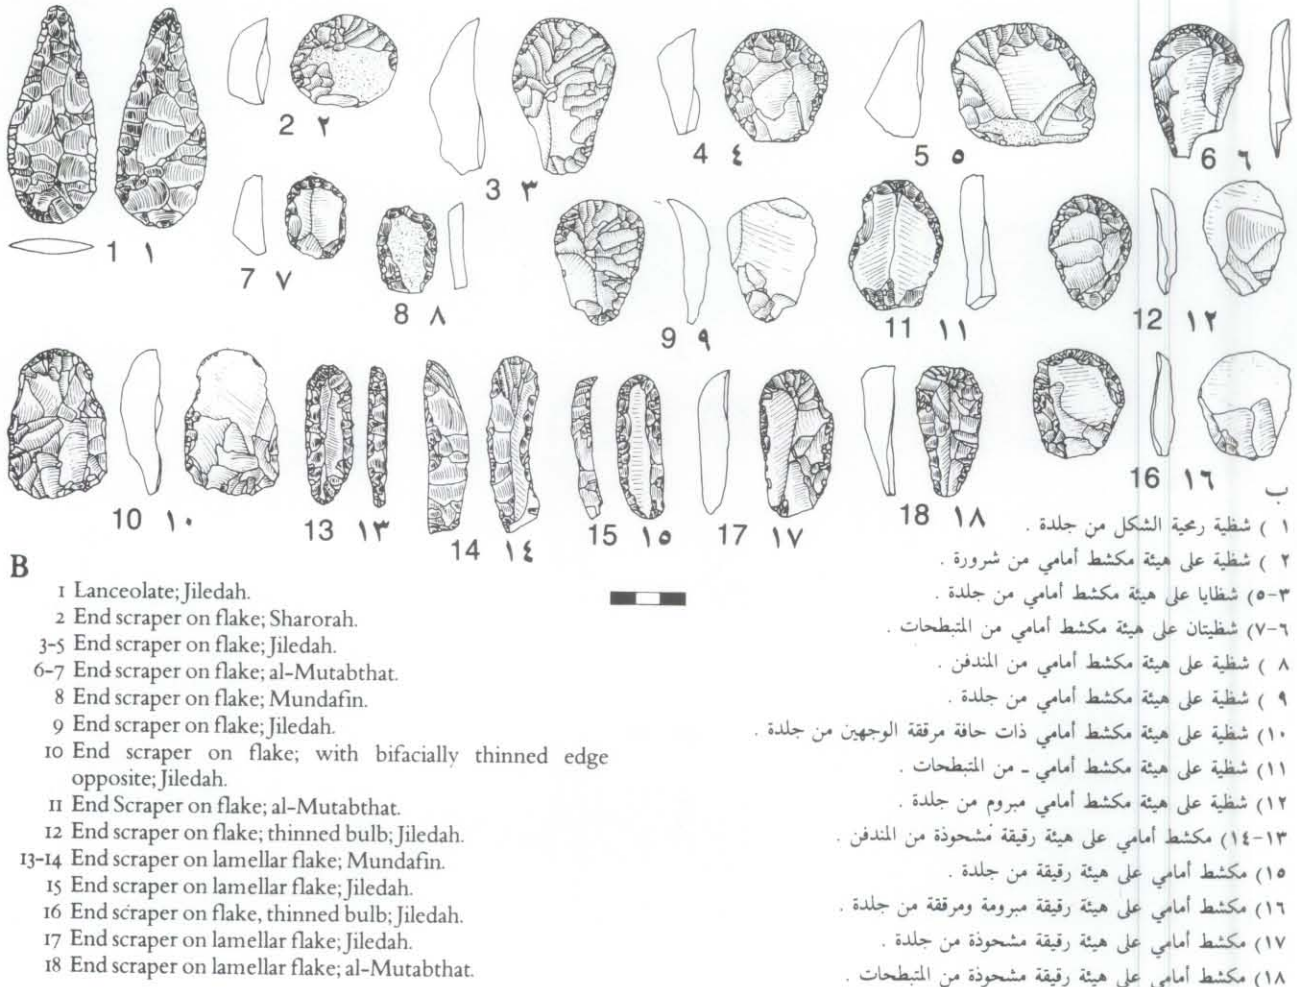 2 ٢
3 ٣
4 ٤
5 ٥
6 ٦
1 ١
7 ٧
8 ٨
9 ٩
11 ١١
12 ١٢
10 ١٠
13 ١٣
14 ١٤
15 ١٥
17 ١٧
18 ١٨
16 ١٦
B
1 Lanceolate; Jiledah.
2 End scraper on flake; Sharorah.
3-5 End scraper on flake; Jiledah.
6-7 End scraper on flake; al-Mutabthat.
8 End scraper on flake; Mundafin.
9 End scraper on flake; Jiledah.
10 End scraper on flake; with bifacially thinned edge
opposite; Jiledah.
11 End Scraper on flake; al-Mutabthat.
12 End scraper on flake; thinned bulb; Jiledah.
13-14 End scraper on lamellar flake; Mundafin.
15 End scraper on lamellar flake; Jiledah.
16 End scraper on flake, thinned bulb; Jiledah.
17 End scraper on lamellar flake; Jiledah.
18 End scraper on lamellar flake; al-Mutabthat.
ب
١ ) شظية رمحية الشكل من جلدة .
٢ ) شظية على هيئة مكشط أمامي من شرورة .
٣-٥) شظايا على هيئة مكشط أمامي من جلدة .
٦-٧) شظيتان على هيئة مكشط أمامي من المتبطحات .
٨ ) شظية على هيئة مكشط أمامي من المندفن .
٩ ) شظية على هيئة مكشط أمامي من جلدة .
١٠) شظية على هيئة مكشط أمامي ذات حافة مرققة الوجهين من جلدة .
١١) شظية على هيئة مكشط أمامي ـ من المتبطحات .
١٢) شظية على هيئة مكشط أمامي مبروم من جلدة .
١٣-١٤) مكشط أمامي على هيئة رقيقة مشحوذة من المندفن .
١٥) مكشط أمامي على هيئة رقيقة من جلدة .
١٦) مكشط أمامي على هيئة رقيقة مبرومة ومرققة من جلدة .
١٧) مكشط أمامي على هيئة رقيقة مشحوذة من جلدة .
١٨) مكشط أمامي على هيئة رقيقة مشحوذة من المتبطحات .